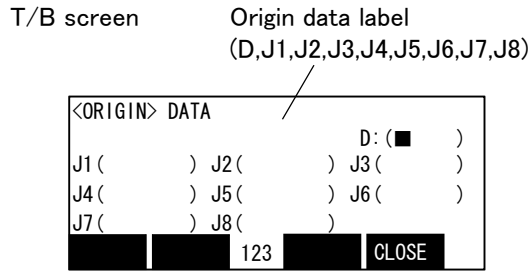 T/B screen
Origin data label
(D,J1,J2,J3,J4,J5,J6,J7,J8)
<ORIGIN> DATA
D:(■ )
J1( ) J2( ) J3( )
J4( ) J5( ) J6( )
J7( ) J8( )
123 CLOSE